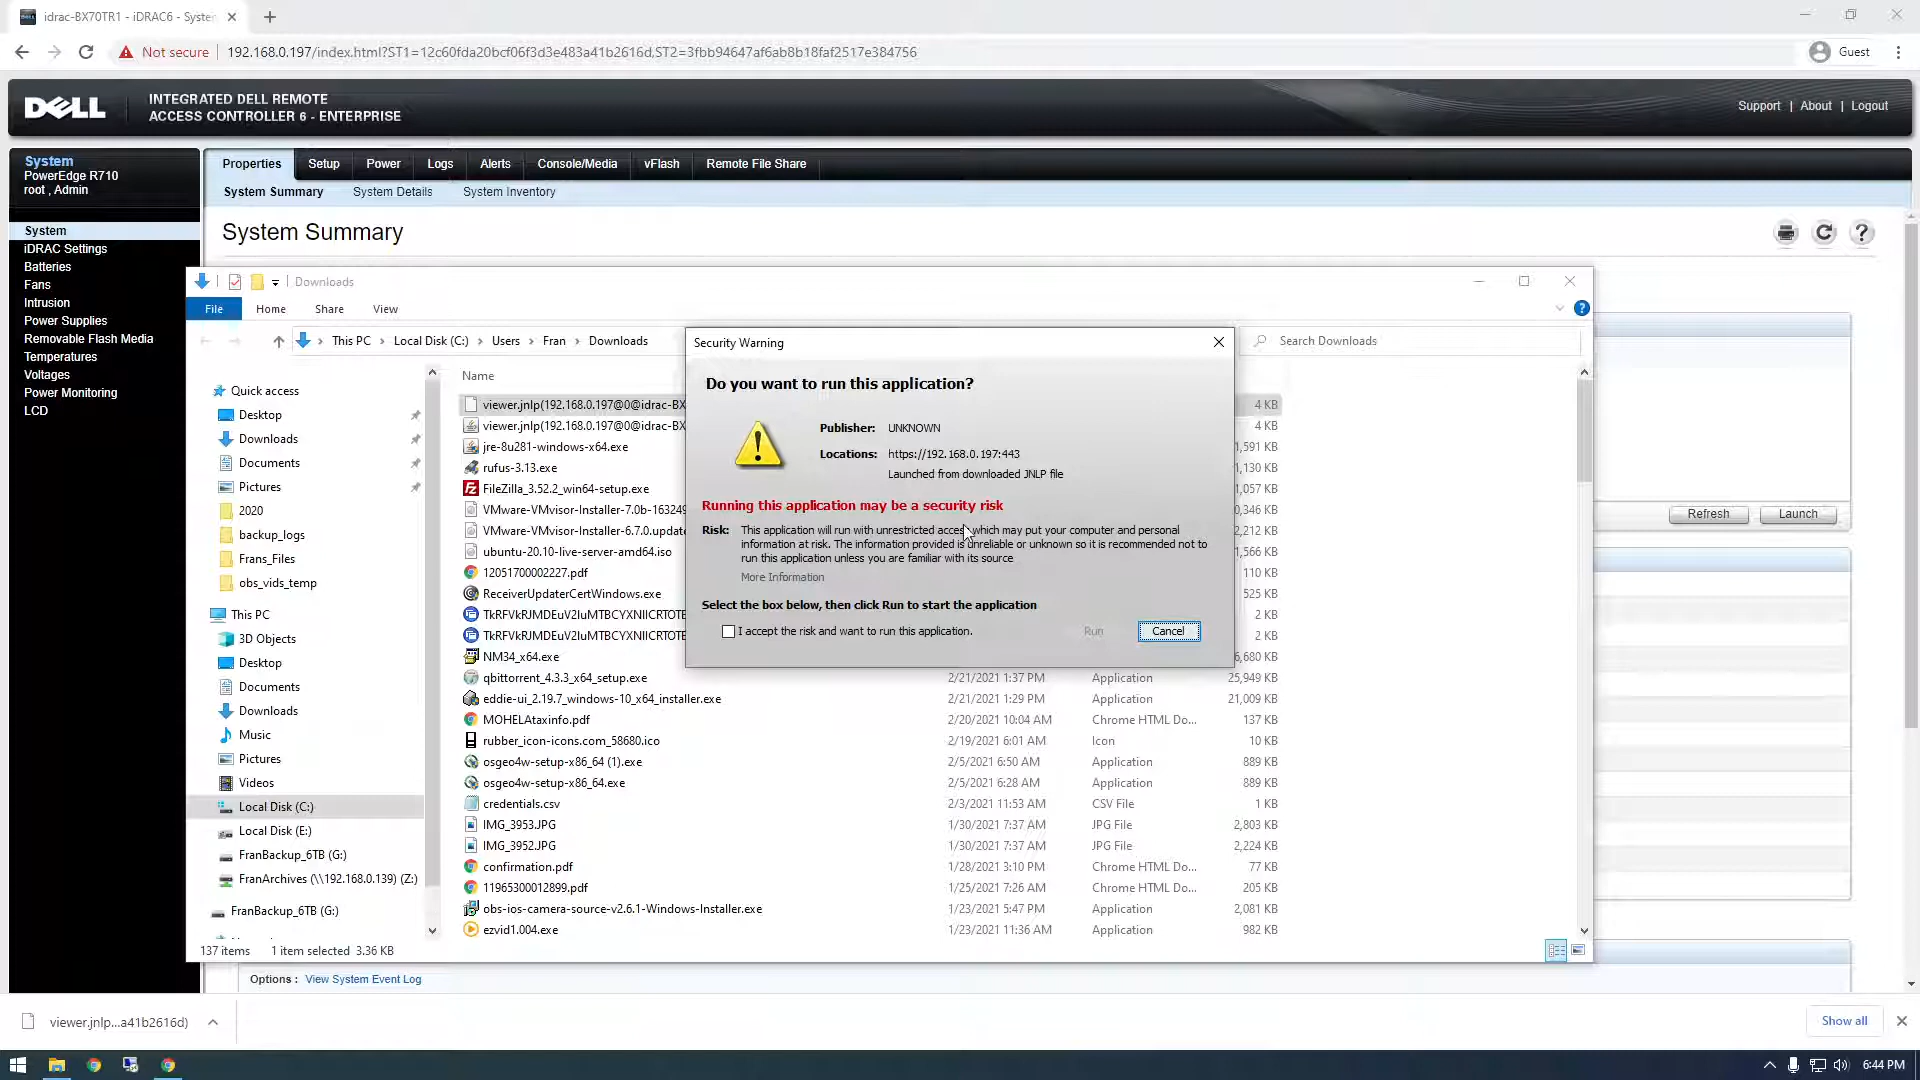 idrac-BX70TR1 - iDRAC6 - System
Not secure
192.168.0.197/index.html?ST1=12c60fda20bcf06f3d3e483a41b2616d,ST2=3fbb94647af6ab8b18faf2517e384756
Guest
DELL
INTEGRATED DELL REMOTE
ACCESS CONTROLLER 6 - ENTERPRISE
Support | About | Logout
System
PowerEdge R710
root , Admin
Properties Setup Power Logs Alerts Console/Media vFlash Remote File Share
System Summary System Details System Inventory
System Summary
System
iDRAC Settings
Batteries
Fans
Intrusion
Power Supplies
Removable Flash Media
Temperatures
Voltages
Power Monitoring
LCD
Refresh
Launch
Downloads
File Home Share View
This PC > Local Disk (C:) > Users > Fran > Downloads
Search Downloads
Quick access
Desktop
Downloads
Documents
Pictures
2020
backup_logs
Frans_Files
obs_vids_temp
This PC
3D Objects
Desktop
Documents
Downloads
Music
Pictures
Videos
Local Disk (C:)
Local Disk (E:)
FranBackup_6TB (G:)
FranArchives (\\192.168.0.139) (Z:)
FranBackup_6TB (G:)
Name
viewer.jnlp(192.168.0.197@0@idrac-BX 4 KB
viewer.jnlp(192.168.0.197@0@idrac-BX 4 KB
jre-8u281-windows-x64.exe 1,591 KB
rufus-3.13.exe 1,130 KB
FileZilla_3.52.2_win64-setup.exe 1,057 KB
VMware-VMvisor-Installer-7.0b-163249 0,346 KB
VMware-VMvisor-Installer-6.7.0.update 2,212 KB
ubuntu-20.10-live-server-amd64.iso 1,566 KB
12051700002227.pdf 110 KB
ReceiverUpdaterCertWindows.exe 525 KB
2 KB
2 KB
NM34_x64.exe 6,680 KB
qbittorrent_4.3.3_x64_setup.exe 2/21/2021 1:37 PM Application 25,949 KB
eddie-ui_2.19.7_windows-10_x64_installer.exe 2/21/2021 1:29 PM Application 21,009 KB
MOHELAtaxinfo.pdf 2/20/2021 10:04 AM Chrome HTML Do... 137 KB
rubber_icon-icons.com_58680.ico 2/19/2021 6:01 AM Icon 10 KB
osgeo4w-setup-x86_64 (1).exe 2/5/2021 6:50 AM Application 889 KB
osgeo4w-setup-x86_64.exe 2/5/2021 6:28 AM Application 889 KB
credentials.csv 2/3/2021 11:53 AM CSV File 1 KB
IMG_3953.JPG 1/30/2021 7:37 AM JPG File 2,803 KB
IMG_3952.JPG 1/30/2021 7:37 AM JPG File 2,224 KB
confirmation.pdf 1/28/2021 3:10 PM Chrome HTML Do... 77 KB
11965300012899.pdf 1/25/2021 7:26 AM Chrome HTML Do... 205 KB
obs-ios-camera-source-v2.6.1-Windows-Installer.exe 1/23/2021 5:47 PM Application 2,081 KB
ezvid1.004.exe 1/23/2021 11:36 AM Application 982 KB
137 items 1 item selected 3.36 KB
Security Warning
Do you want to run this application?
Publisher: UNKNOWN
Locations: https://192.168.0.197:443
Launched from downloaded JNLP file
Running this application may be a security risk
Risk: This application will run with unrestricted access which may put your computer and personal
information at risk. The information provided is unreliable or unknown so it is recommended not to
run this application unless you are familiar with its source
More Information
Select the box below, then click Run to start the application
I accept the risk and want to run this application.
Run
Cancel
Options : View System Event Log
viewer.jnlp...a41b2616d)
Show all
6:44 PM